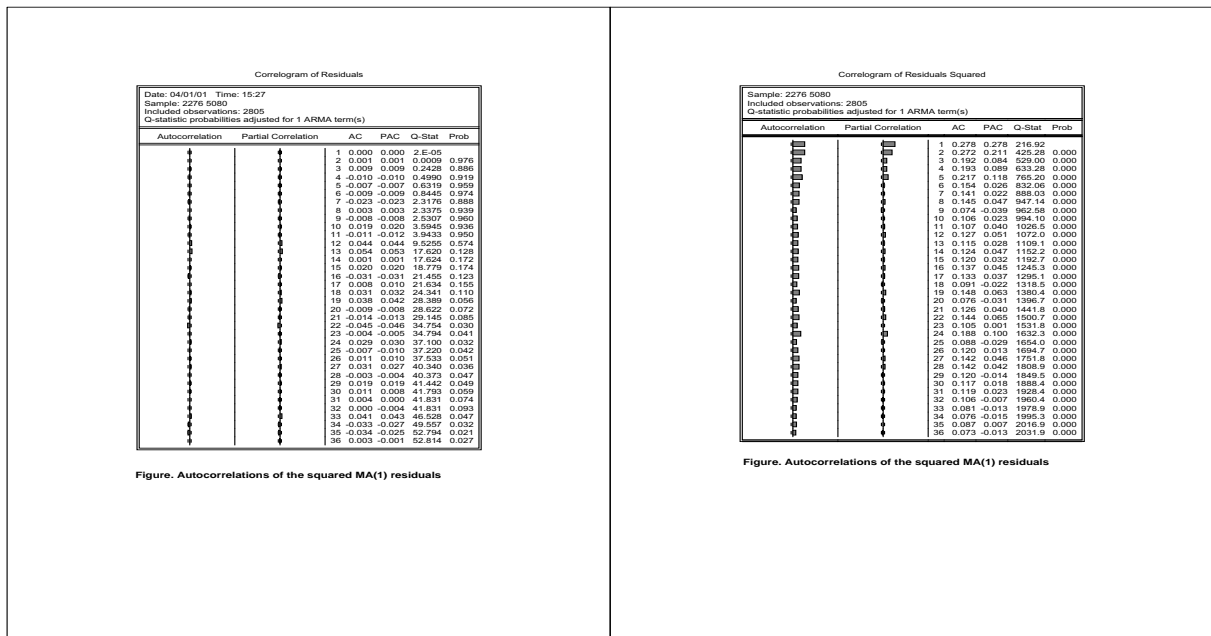 Correlogram of Residuals
Date: 04/01/01 Time: 15:27
Sample: 2276 5080
Included observations: 2805
Q-statistic probabilities adjusted for 1 ARMA term(s)
Autocorrelation Partial Correlation AC PAC Q-Stat Prob
1 0.000 0.000 2.E-05
2 0.001 0.001 0.0009 0.976
3 0.009 0.009 0.2428 0.886
4 -0.010 -0.010 0.4990 0.919
5 -0.007 -0.007 0.6319 0.959
6 -0.009 -0.009 0.8445 0.974
7 -0.023 -0.023 2.3176 0.888
8 0.003 0.003 2.3375 0.939
9 -0.008 -0.008 2.5307 0.960
10 0.019 0.020 3.5945 0.936
11 -0.011 -0.012 3.9433 0.950
12 0.044 0.044 9.5255 0.574
13 0.054 0.053 17.620 0.128
14 0.001 0.001 17.624 0.172
15 0.020 0.020 18.779 0.174
16 -0.031 -0.031 21.455 0.123
17 0.008 0.010 21.634 0.155
18 0.031 0.032 24.341 0.110
19 0.038 0.042 28.389 0.056
20 -0.009 -0.008 28.622 0.072
21 -0.014 -0.013 29.145 0.085
22 -0.045 -0.046 34.754 0.030
23 -0.004 -0.005 34.794 0.041
24 0.029 0.030 37.100 0.032
25 -0.007 -0.010 37.220 0.042
26 0.011 0.010 37.533 0.051
27 0.031 0.027 40.340 0.036
28 -0.003 -0.004 40.373 0.047
29 0.019 0.019 41.442 0.049
30 0.011 0.008 41.793 0.059
31 0.004 0.000 41.831 0.074
32 0.000 -0.004 41.831 0.093
33 0.041 0.043 46.528 0.047
34 -0.033 -0.027 49.557 0.032
35 -0.034 -0.025 52.794 0.021
36 0.003 -0.001 52.814 0.027
Figure. Autocorrelations of the squared MA(1) residuals
Correlogram of Residuals Squared
Sample: 2276 5080
Included observations: 2805
Q-statistic probabilities adjusted for 1 ARMA term(s)
Autocorrelation Partial Correlation AC PAC Q-Stat Prob
1 0.278 0.278 216.92
2 0.272 0.211 425.28 0.000
3 0.192 0.084 529.00 0.000
4 0.193 0.089 633.28 0.000
5 0.217 0.118 765.20 0.000
6 0.154 0.026 832.06 0.000
7 0.141 0.022 888.03 0.000
8 0.145 0.047 947.14 0.000
9 0.074 -0.039 962.58 0.000
10 0.106 0.023 994.10 0.000
11 0.107 0.040 1026.5 0.000
12 0.127 0.051 1072.0 0.000
13 0.115 0.028 1109.1 0.000
14 0.124 0.047 1152.2 0.000
15 0.120 0.032 1192.7 0.000
16 0.137 0.045 1245.3 0.000
17 0.133 0.037 1295.1 0.000
18 0.091 -0.022 1318.5 0.000
19 0.148 0.063 1380.4 0.000
20 0.076 -0.031 1396.7 0.000
21 0.126 0.040 1441.8 0.000
22 0.144 0.065 1500.7 0.000
23 0.105 0.001 1531.8 0.000
24 0.188 0.100 1632.3 0.000
25 0.088 -0.029 1654.0 0.000
26 0.120 0.013 1694.7 0.000
27 0.142 0.046 1751.8 0.000
28 0.142 0.042 1808.9 0.000
29 0.120 -0.014 1849.5 0.000
30 0.117 0.018 1888.4 0.000
31 0.119 0.023 1928.4 0.000
32 0.106 -0.007 1960.4 0.000
33 0.081 -0.013 1978.9 0.000
34 0.076 -0.015 1995.3 0.000
35 0.087 0.007 2016.9 0.000
36 0.073 -0.013 2031.9 0.000
Figure. Autocorrelations of the squared MA(1) residuals